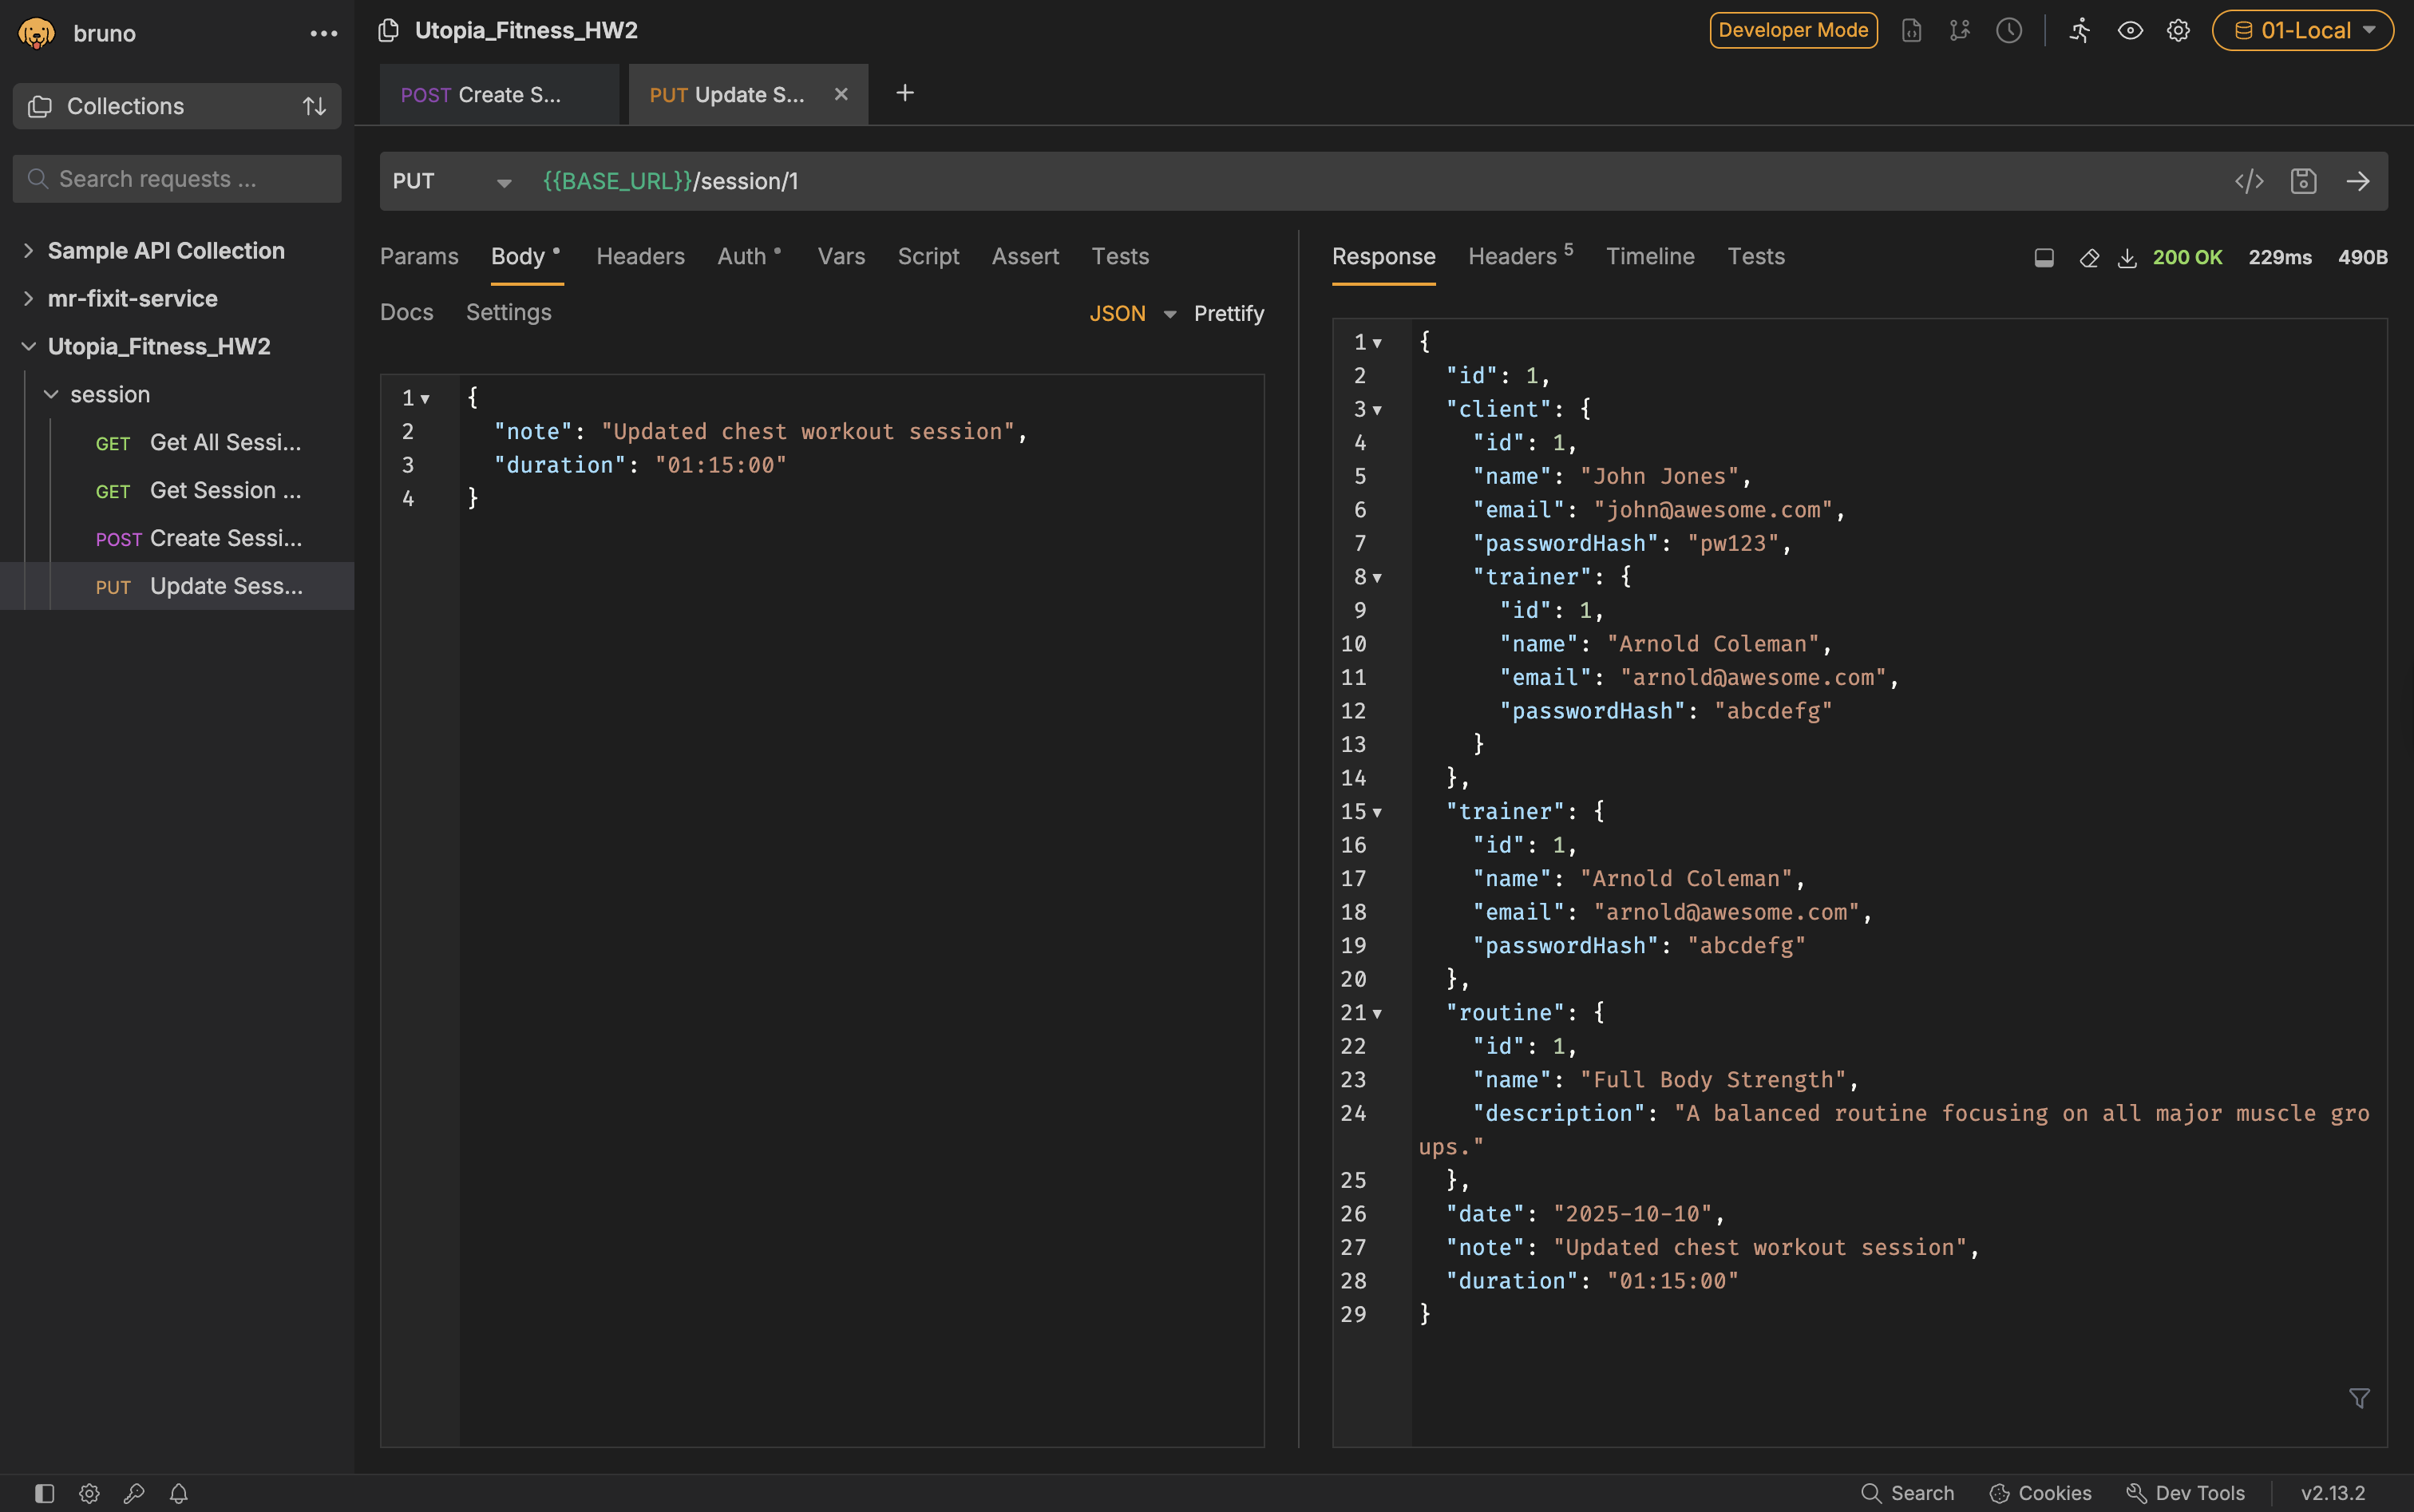 bruno
Collections
Search requests ...
Sample API Collection
mr-fixit-service
Utopia_Fitness_HW2
session
GET Get All Sessi...
GET Get Session ...
POST Create Sessi...
PUT Update Sess...
Utopia_Fitness_HW2
Developer Mode
01-Local
POST Create S...
PUT Update S...
PUT
{{BASE_URL}}/session/1
Params Body Headers Auth Vars Script Assert Tests
Docs Settings
JSON Prettify
1 {
2 "note": "Updated chest workout session",
3 "duration": "01:15:00"
4 }
Response Headers 5 Timeline Tests
200 OK 229ms 490B
1 {
2 "id": 1,
3 "client": {
4 "id": 1,
5 "name": "John Jones",
6 "email": "john@awesome.com",
7 "passwordHash": "pw123",
8 "trainer": {
9 "id": 1,
10 "name": "Arnold Coleman",
11 "email": "arnold@awesome.com",
12 "passwordHash": "abcdefg"
13 }
14 },
15 "trainer": {
16 "id": 1,
17 "name": "Arnold Coleman",
18 "email": "arnold@awesome.com",
19 "passwordHash": "abcdefg"
20 },
21 "routine": {
22 "id": 1,
23 "name": "Full Body Strength",
24 "description": "A balanced routine focusing on all major muscle gro
ups."
25 },
26 "date": "2025-10-10",
27 "note": "Updated chest workout session",
28 "duration": "01:15:00"
29 }
Search Cookies Dev Tools v2.13.2